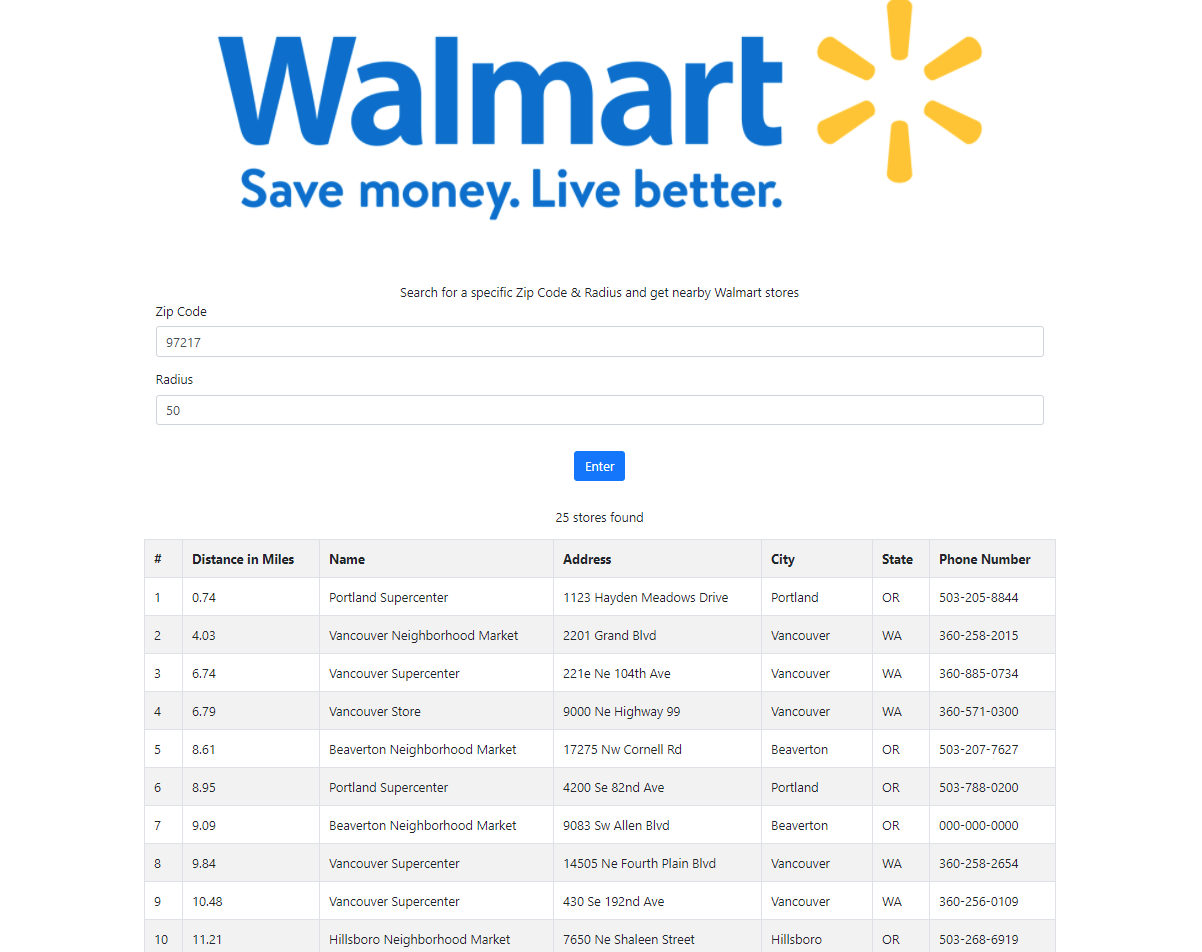 Walmart
Save money. Live better.
Search for a specific Zip Code & Radius and get nearby Walmart stores
Zip Code
97217
Radius
50
Enter
25 stores found
# Distance in Miles Name Address City State Phone Number
1 0.74 Portland Supercenter 1123 Hayden Meadows Drive Portland OR 503-205-8844
2 4.03 Vancouver Neighborhood Market 2201 Grand Blvd Vancouver WA 360-258-2015
3 6.74 Vancouver Supercenter 221e Ne 104th Ave Vancouver WA 360-885-0734
4 6.79 Vancouver Store 9000 Ne Highway 99 Vancouver WA 360-571-0300
5 8.61 Beaverton Neighborhood Market 17275 Nw Cornell Rd Beaverton OR 503-207-7627
6 8.95 Portland Supercenter 4200 Se 82nd Ave Portland OR 503-788-0200
7 9.09 Beaverton Neighborhood Market 9083 Sw Allen Blvd Beaverton OR 000-000-0000
8 9.84 Vancouver Supercenter 14505 Ne Fourth Plain Blvd Vancouver WA 360-258-2654
9 10.48 Vancouver Supercenter 430 Se 192nd Ave Vancouver WA 360-256-0109
10 11.21 Hillsboro Neighborhood Market 7650 Ne Shaleen Street Hillsboro OR 503-268-6919